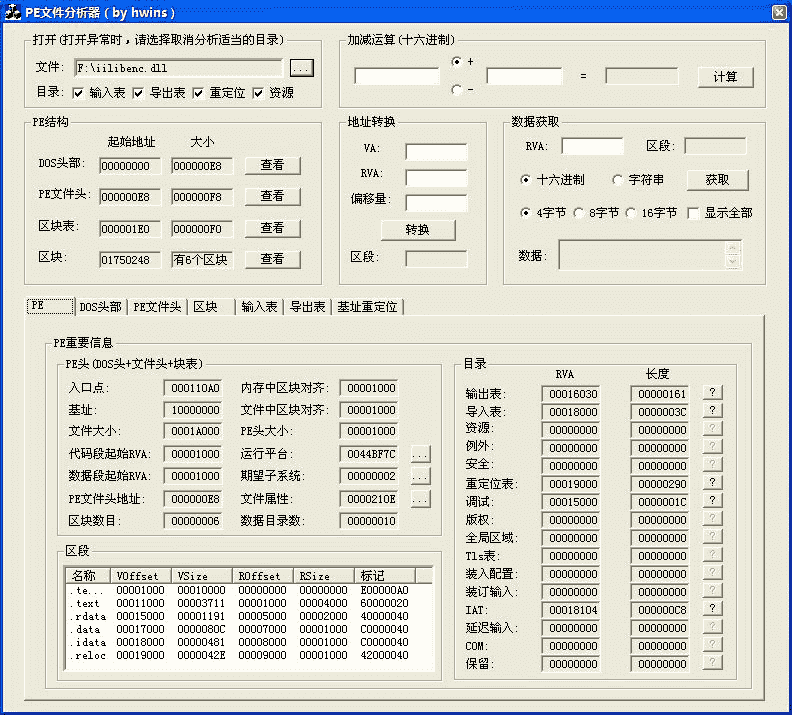 PE文件分析器 ( by hwins )
打开(打开异常时，请选择取消分析适当的目录)
文件: F:\iilibenc.dll ...
目录: 输入表 导出表 重定位 资源
加减运算(十六进制)
+
-
=
计算
PE结构
起始地址 大小
DOS头部: 00000000 000000E8 查看
PE文件头: 000000E8 000000F8 查看
区块表: 000001E0 000000F0 查看
区块: 01750248 有6个区块 查看
地址转换
VA:
RVA:
偏移量:
转换
区段:
数据获取
RVA: 区段:
十六进制 字符串 获取
4字节 8字节 16字节 显示全部
数据:
PE DOS头部 PE文件头 区块 输入表 导出表 基址重定位
PE重要信息
PE头(DOS头+文件头+块表)
入口点: 000110A0 内存中区块对齐: 00001000
基址: 10000000 文件中区块对齐: 00001000
文件大小: 0001A000 PE头大小: 00001000
代码段起始RVA: 00001000 运行平台: 0044BF7C ...
数据段起始RVA: 00001000 期望子系统: 00000002 ...
PE文件头地址: 000000E8 文件属性: 0000210E ...
区块数目: 00000006 数据目录数: 00000010
区段
名称 VOffset VSize ROffset RSize 标记
.te... 00001000 00010000 00000000 00000000 E00000A0
.text 00011000 00003711 00001000 00004000 60000020
.rdata 00015000 00001191 00005000 00002000 40000040
.data 00017000 0000080C 00007000 00001000 C0000040
.idata 00018000 00000481 00008000 00001000 C0000040
.reloc 00019000 0000042E 00009000 00001000 42000040
目录
RVA 长度
输出表: 00016030 00000161 ?
导入表: 00018000 0000003C ?
资源: 00000000 00000000 ?
例外: 00000000 00000000 ?
安全: 00000000 00000000 ?
重定位表: 00019000 00000290 ?
调试: 00015000 0000001C ?
版权: 00000000 00000000 ?
全局区域: 00000000 00000000 ?
Tls表: 00000000 00000000 ?
装入配置: 00000000 00000000 ?
装订输入: 00000000 00000000 ?
IAT: 00018104 000000C8 ?
延迟输入: 00000000 00000000 ?
COM: 00000000 00000000 ?
保留: 00000000 00000000 ?